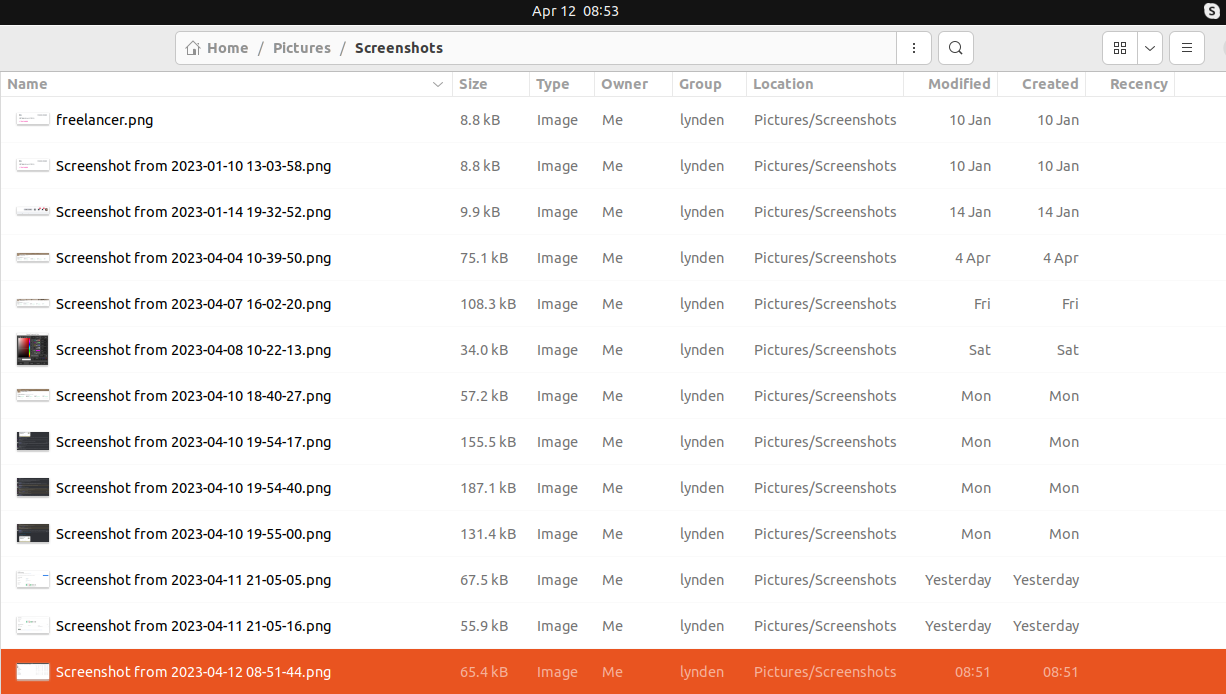 Apr 12 08:53
S
Home / Pictures / Screenshots
Name Size Type Owner Group Location Modified Created Recency
freelancer.png 8.8 kB Image Me lynden Pictures/Screenshots 10 Jan 10 Jan
Screenshot from 2023-01-10 13-03-58.png 8.8 kB Image Me lynden Pictures/Screenshots 10 Jan 10 Jan
Screenshot from 2023-01-14 19-32-52.png 9.9 kB Image Me lynden Pictures/Screenshots 14 Jan 14 Jan
Screenshot from 2023-04-04 10-39-50.png 75.1 kB Image Me lynden Pictures/Screenshots 4 Apr 4 Apr
Screenshot from 2023-04-07 16-02-20.png 108.3 kB Image Me lynden Pictures/Screenshots Fri Fri
Screenshot from 2023-04-08 10-22-13.png 34.0 kB Image Me lynden Pictures/Screenshots Sat Sat
Screenshot from 2023-04-10 18-40-27.png 57.2 kB Image Me lynden Pictures/Screenshots Mon Mon
Screenshot from 2023-04-10 19-54-17.png 155.5 kB Image Me lynden Pictures/Screenshots Mon Mon
Screenshot from 2023-04-10 19-54-40.png 187.1 kB Image Me lynden Pictures/Screenshots Mon Mon
Screenshot from 2023-04-10 19-55-00.png 131.4 kB Image Me lynden Pictures/Screenshots Mon Mon
Screenshot from 2023-04-11 21-05-05.png 67.5 kB Image Me lynden Pictures/Screenshots Yesterday Yesterday
Screenshot from 2023-04-11 21-05-16.png 55.9 kB Image Me lynden Pictures/Screenshots Yesterday Yesterday
Screenshot from 2023-04-12 08-51-44.png 65.4 kB Image Me lynden Pictures/Screenshots 08:51 08:51